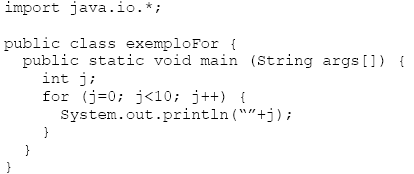 import java.io.*;
public class exemploFor {
public static void main (String args[]) {
int j;
for (j=0; j<10; j++) {
System.out.println(“”+j);
}
}
}